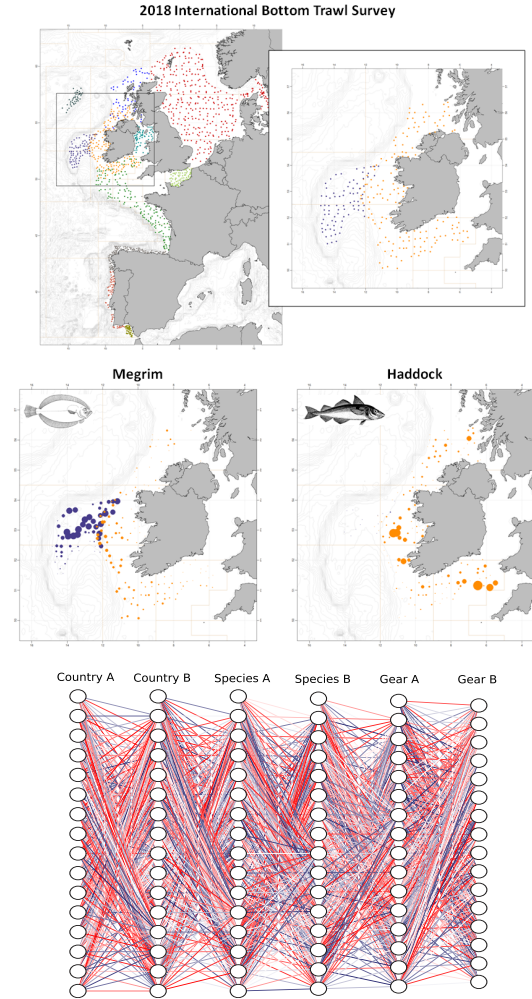 2018 International Bottom Trawl Survey
Megrim Haddock
Country A Country B Species A Species B Gear A Gear B